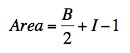 Area = B/2 + I - 1